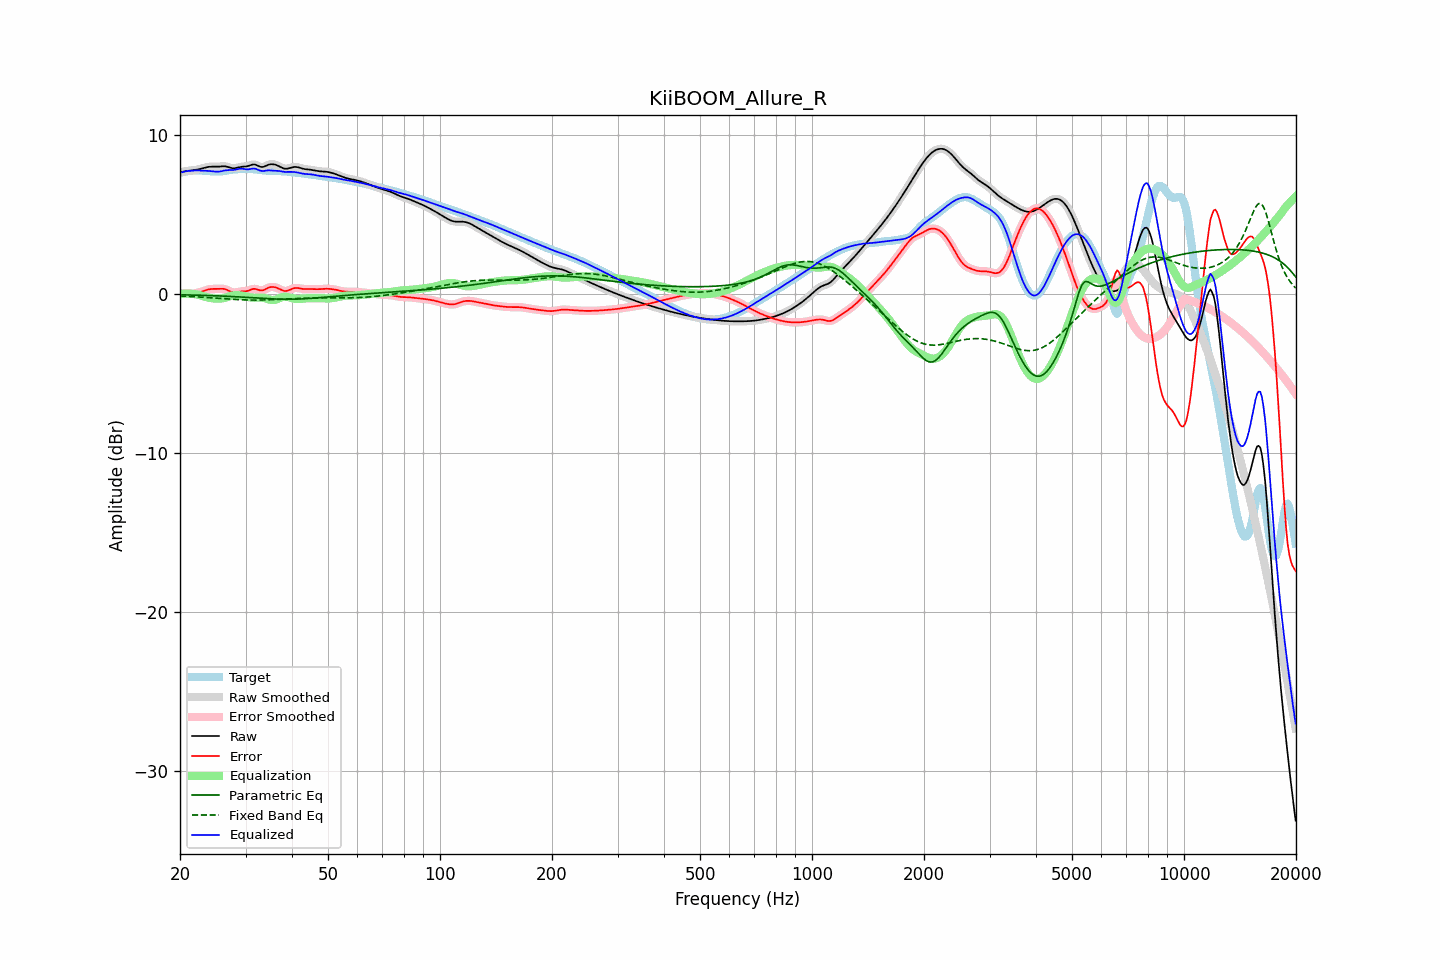 KiiBOOM_Allure_R
10
0
−10
−20
−30
Amplitude (dBr)
Target
Raw Smoothed
Error Smoothed
Raw
Error
Equalization
Parametric Eq
Fixed Band Eq
Equalized
20 50 100 200 500 1000 2000 5000 10000 20000
Frequency (Hz)